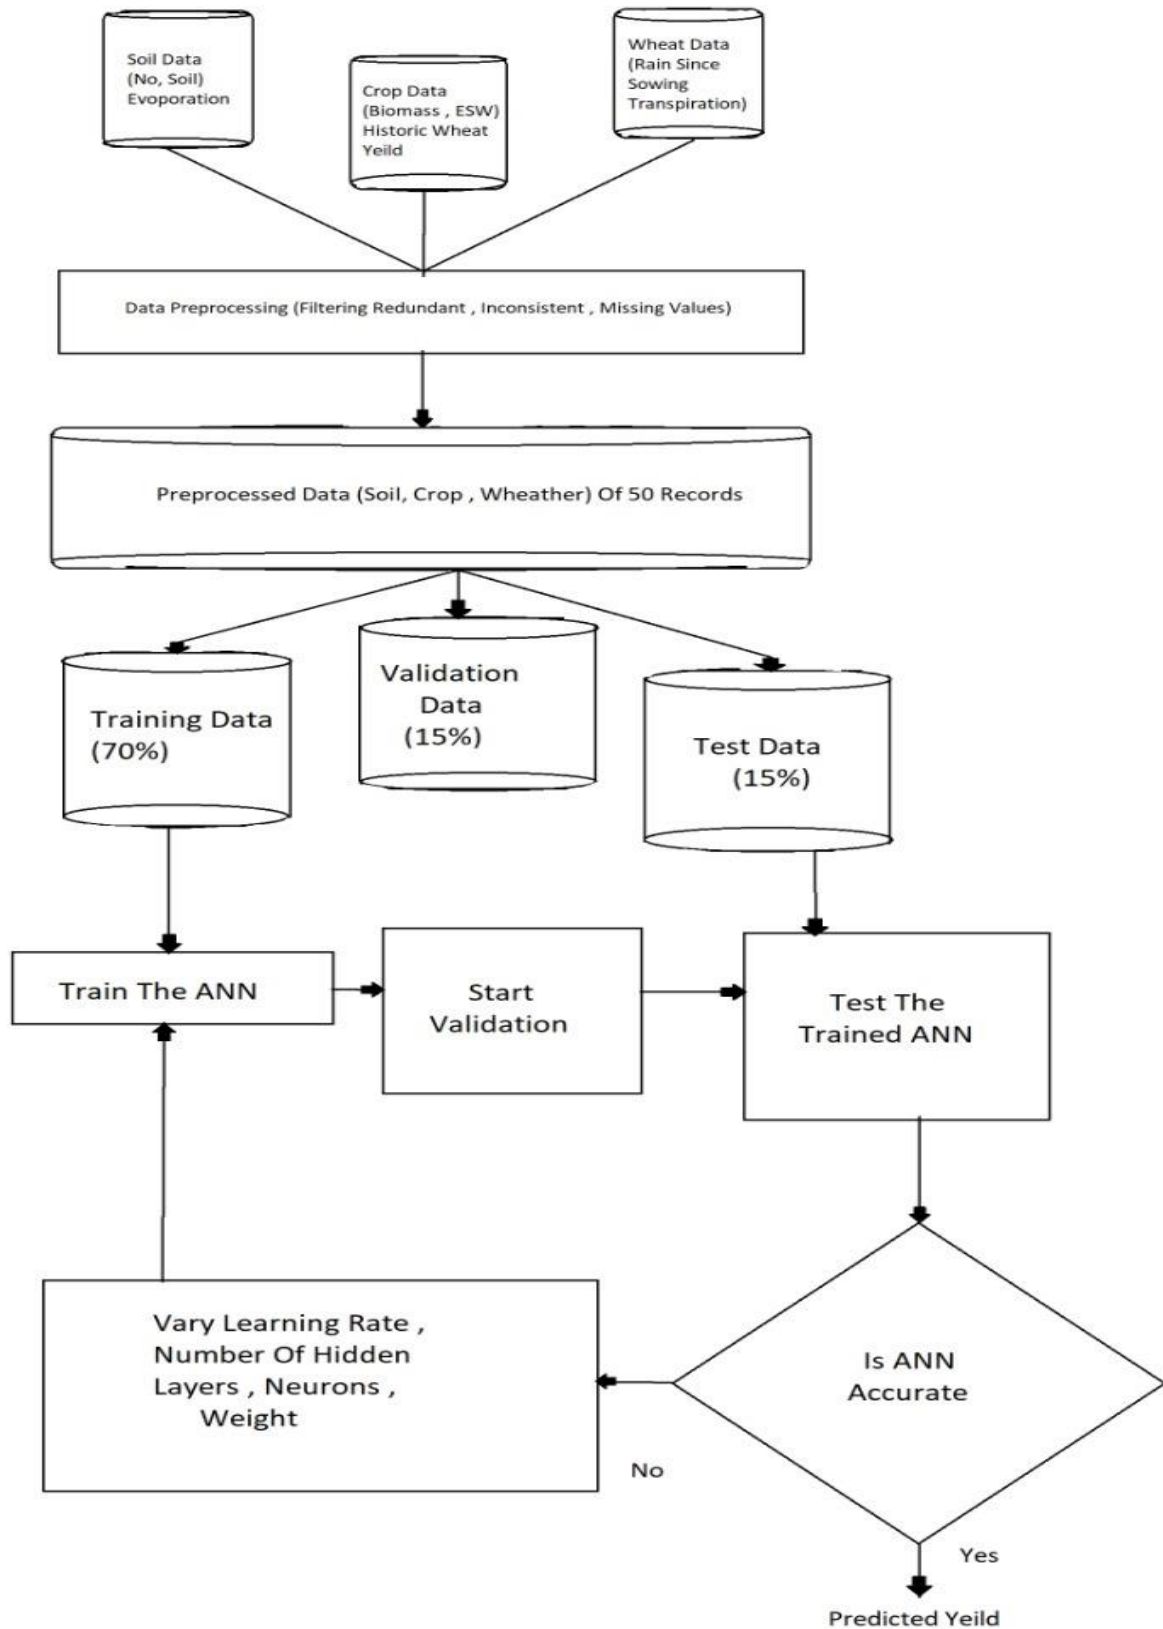 Soil Data
(No, Soil)
Evoporation
Crop Data
(Biomass , ESW)
Historic Wheat
Yeild
Wheat Data
(Rain Since
Sowing
Transpiration)
Data Preprocessing (Filtering Redundant , Inconsistent , Missing Values)
Preprocessed Data (Soil, Crop , Wheather) Of 50 Records
Training Data
(70%)
Validation
Data
(15%)
Test Data
(15%)
Train The ANN
Start
Validation
Test The
Trained ANN
Vary Learning Rate ,
Number Of Hidden
Layers , Neurons ,
Weight
Is ANN
Accurate
No
Yes
Predicted Yeild